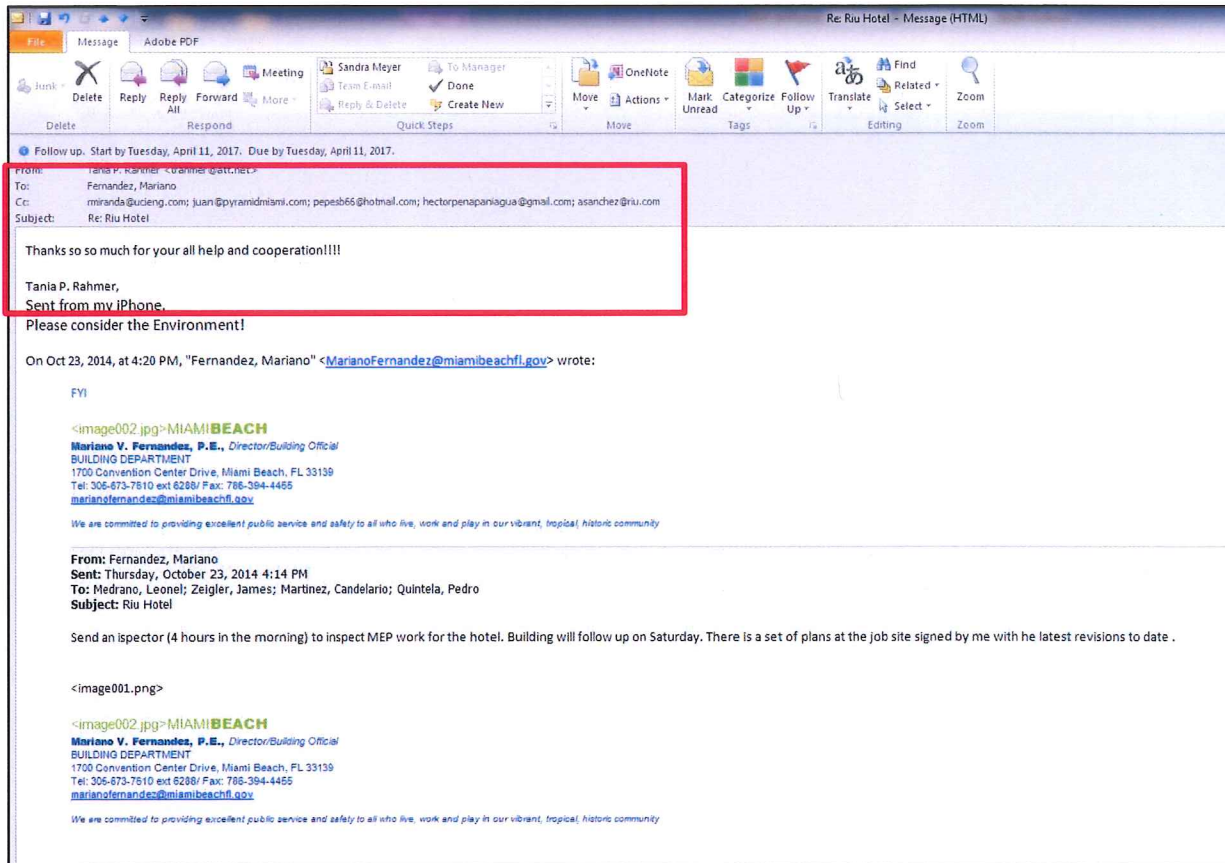 Re: Riu Hotel - Message (HTML)
File Message Adobe PDF
Junk
Delete
Reply
Reply All
Forward
Meeting
More
Sandra Meyer
To Manager
Team E-mail
Done
Reply & Delete
Create New
Move
OneNote
Actions
Mark Unread
Categorize
Follow Up
Translate
Find
Related
Select
Zoom
Delete Respond Quick Steps Move Tags Editing Zoom
Follow up. Start by Tuesday, April 11, 2017. Due by Tuesday, April 11, 2017.
From: Tania P. Rahmer <trahmer@att.net>
To: Fernandez, Mariano
Cc: rmiranda@ucieng.com; juan@pyramidmiami.com; pepesb66@hotmail.com; hectorpenapaniagua@gmail.com; asanchez@riu.com
Subject: Re: Riu Hotel
Thanks so so much for your all help and cooperation!!!!
Tania P. Rahmer,
Sent from my iPhone.
Please consider the Environment!
On Oct 23, 2014, at 4:20 PM, "Fernandez, Mariano" <MarianoFernandez@miamibeachfl.gov> wrote:
FYI
<image002.jpg>MIAMIBEACH
Mariano V. Fernandez, P.E., Director/Building Official
BUILDING DEPARTMENT
1700 Convention Center Drive, Miami Beach, FL 33139
Tel: 305-673-7610 ext 6288/ Fax: 786-394-4455
marianofernandez@miamibeachfl.gov
We are committed to providing excellent public service and safety to all who live, work and play in our vibrant, tropical, historic community
From: Fernandez, Mariano
Sent: Thursday, October 23, 2014 4:14 PM
To: Medrano, Leonel; Zeigler, James; Martinez, Candelario; Quintela, Pedro
Subject: Riu Hotel
Send an ispector (4 hours in the morning) to inspect MEP work for the hotel. Building will follow up on Saturday. There is a set of plans at the job site signed by me with he latest revisions to date .
<image001.png>
<image002.jpg>MIAMIBEACH
Mariano V. Fernandez, P.E., Director/Building Official
BUILDING DEPARTMENT
1700 Convention Center Drive, Miami Beach, FL 33139
Tel: 305-673-7610 ext 6288/ Fax: 786-394-4455
marianofernandez@miamibeachfl.gov
We are committed to providing excellent public service and safety to all who live, work and play in our vibrant, tropical, historic community